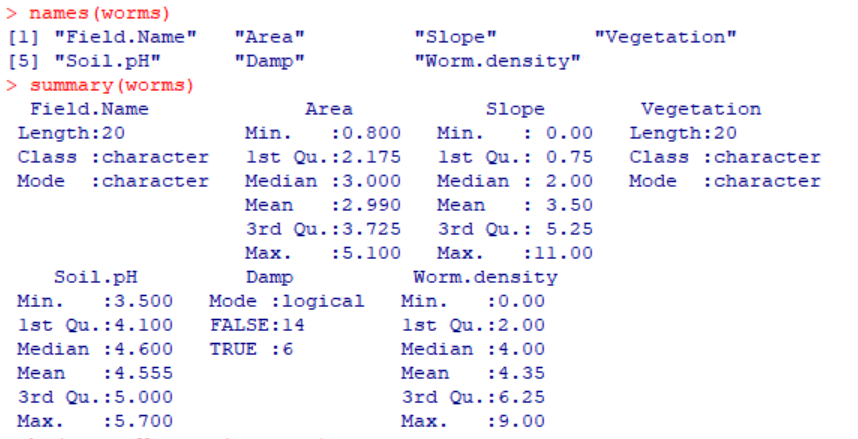 > names(worms)
[1] "Field.Name"   "Area"         "Slope"        "Vegetation"
[5] "Soil.pH"      "Damp"         "Worm.density"
> summary(worms)
  Field.Name             Area           Slope        Vegetation
 Length:20          Min.   :0.800   Min.   : 0.00   Length:20
 Class :character   1st Qu.:2.175   1st Qu.: 0.75   Class :character
 Mode  :character   Median :3.000   Median : 2.00   Mode  :character
                    Mean   :2.990   Mean   : 3.50
                    3rd Qu.:3.725   3rd Qu.: 5.25
                    Max.   :5.100   Max.   :11.00
    Soil.pH         Damp          Worm.density
 Min.   :3.500   Mode :logical   Min.   :0.00
 1st Qu.:4.100   FALSE:14        1st Qu.:2.00
 Median :4.600   TRUE :6         Median :4.00
 Mean   :4.555                   Mean   :4.35
 3rd Qu.:5.000                   3rd Qu.:6.25
 Max.   :5.700                   Max.   :9.00